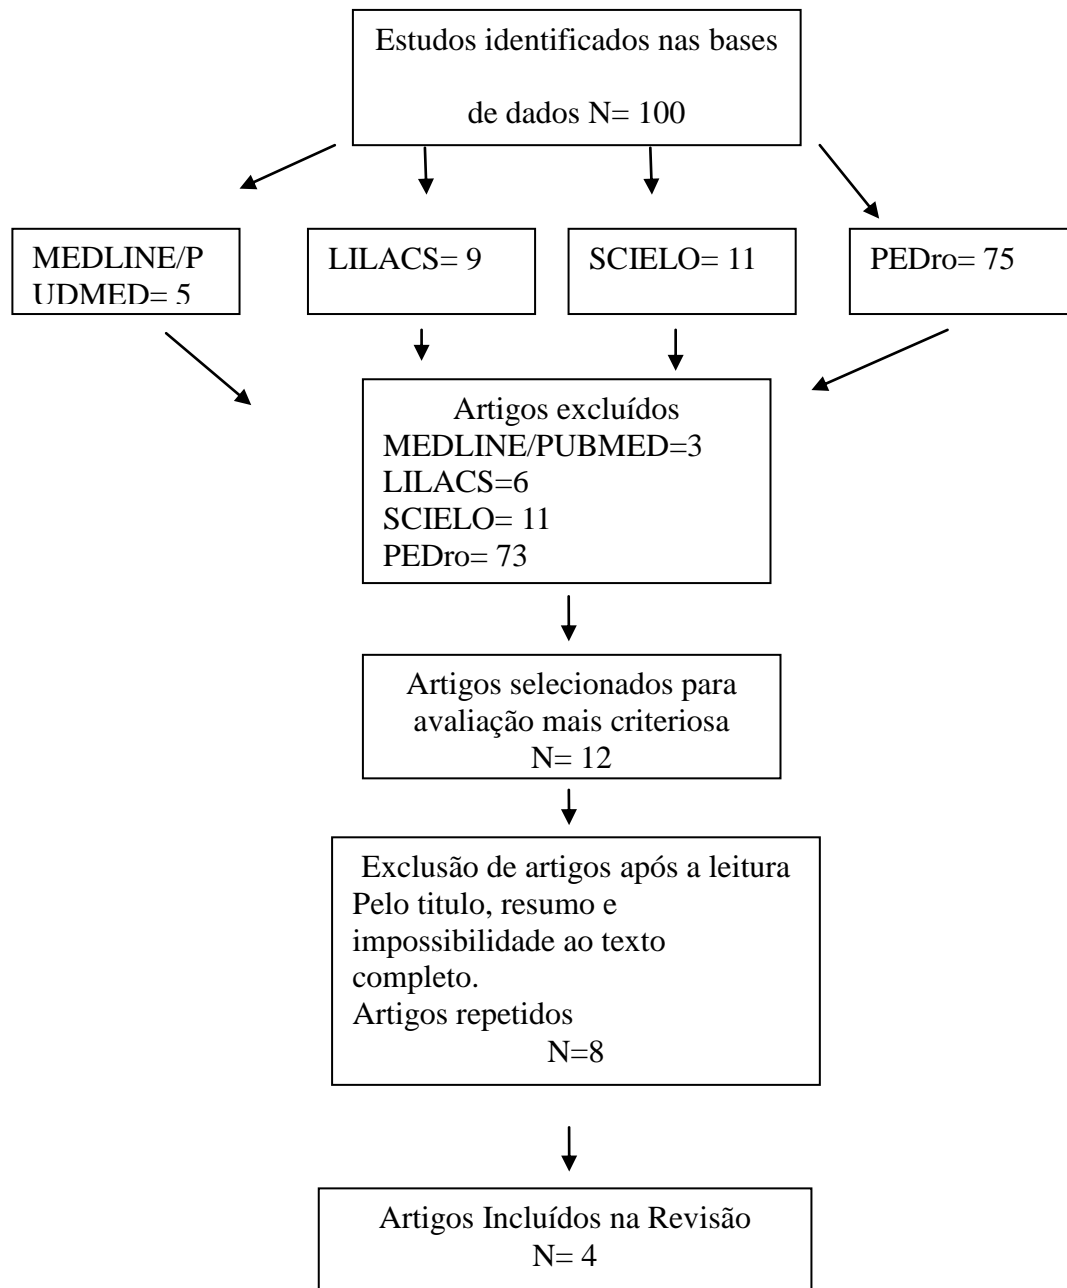 Estudos identificados nas bases
de dados N= 100
MEDLINE/P
UDMED= 5
LILACS= 9
SCIELO= 11
PEDro= 75
Artigos excluídos
MEDLINE/PUBMED=3
LILACS=6
SCIELO= 11
PEDro= 73
Artigos selecionados para
avaliação mais criteriosa
N= 12
Exclusão de artigos após a leitura
Pelo titulo, resumo e
impossibilidade ao texto
completo.
Artigos repetidos
N=8
Artigos Incluídos na Revisão
N= 4